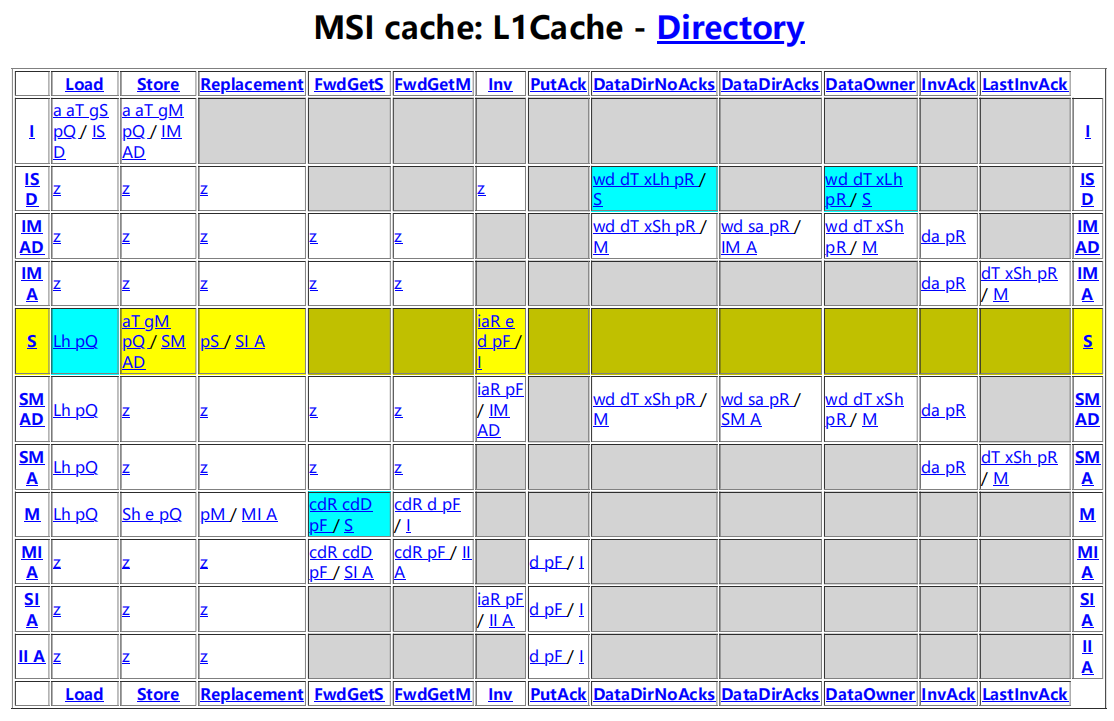 MSI cache: L1Cache - Directory
Load Store Replacement FwdGetS FwdGetM Inv PutAck DataDirNoAcks DataDirAcks DataOwner InvAck LastInvAck
I a aT gS a aT gM I
pQ / IS pQ / IM
D AD
IS z z z z wd dT xLh pR / wd dT xLh IS
D S pR / S D
IM z z z z z wd dT xSh pR / wd sa pR / wd dT xSh da pR IM
AD M IM A pR / M AD
IM z z z z z da pR dT xSh pR IM
A / M A
S Lh pQ aT gM pS / SI A iaR e S
pQ / SM d pF /
AD I
SM Lh pQ z z z z iaR pF wd dT xSh pR / wd sa pR / wd dT xSh da pR SM
AD / IM M SM A pR / M AD
AD
SM Lh pQ z z z z da pR dT xSh pR SM
A / M A
M Lh pQ Sh e pQ pM / MI A cdR cdD cdR d pF M
pF / S / I
MI z z z cdR cdD cdR pF / II d pF / I MI
A pF / SI A A A
SI z z z iaR pF d pF / I SI
A / II A A
II A z z z d pF / I II
A
Load Store Replacement FwdGetS FwdGetM Inv PutAck DataDirNoAcks DataDirAcks DataOwner InvAck LastInvAck